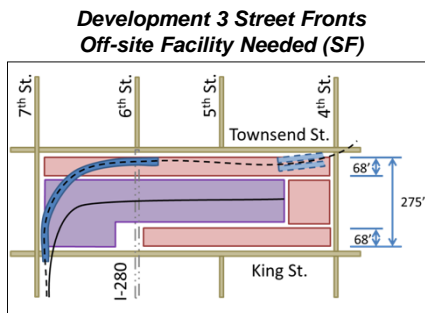 Development 3 Street Fronts
Off-site Facility Needed (SF)
7th St.
6th St.
5th St.
4th St.
Townsend St.
68'
275'
68'
King St.
I-280